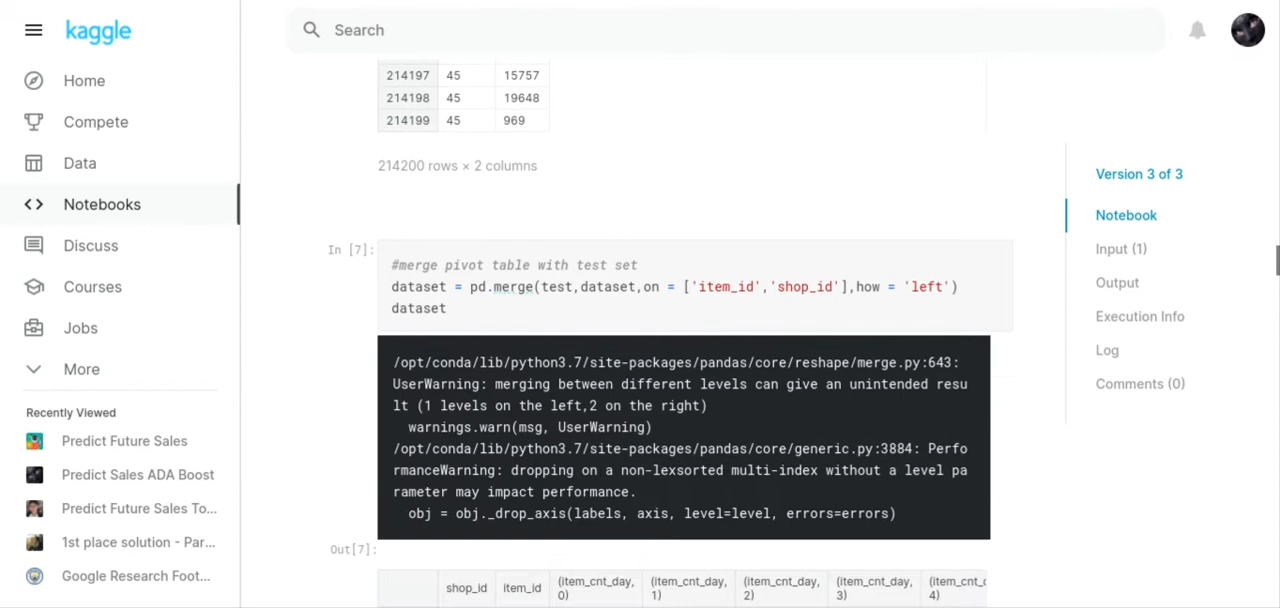 kaggle
Search
Home
Compete
Data
Notebooks
Discuss
Courses
Jobs
More
Recently Viewed
Predict Future Sales
Predict Sales ADA Boost
Predict Future Sales To...
1st place solution - Par...
Google Research Foot...
214197 45 15757
214198 45 19648
214199 45 969
214200 rows × 2 columns
In [7]:
#merge pivot table with test set
dataset = pd.merge(test,dataset,on = ['item_id','shop_id'],how = 'left')
dataset
/opt/conda/lib/python3.7/site-packages/pandas/core/reshape/merge.py:643:
UserWarning: merging between different levels can give an unintended resu
lt (1 levels on the left,2 on the right)
warnings.warn(msg, UserWarning)
/opt/conda/lib/python3.7/site-packages/pandas/core/generic.py:3884: Perfo
rmanceWarning: dropping on a non-lexsorted multi-index without a level pa
rameter may impact performance.
obj = obj._drop_axis(labels, axis, level=level, errors=errors)
Out[7]:
shop_id item_id (item_cnt_day, 0) (item_cnt_day, 1) (item_cnt_day, 2) (item_cnt_day, 3) (item_cnt_c 4)
Version 3 of 3
Notebook
Input (1)
Output
Execution Info
Log
Comments (0)